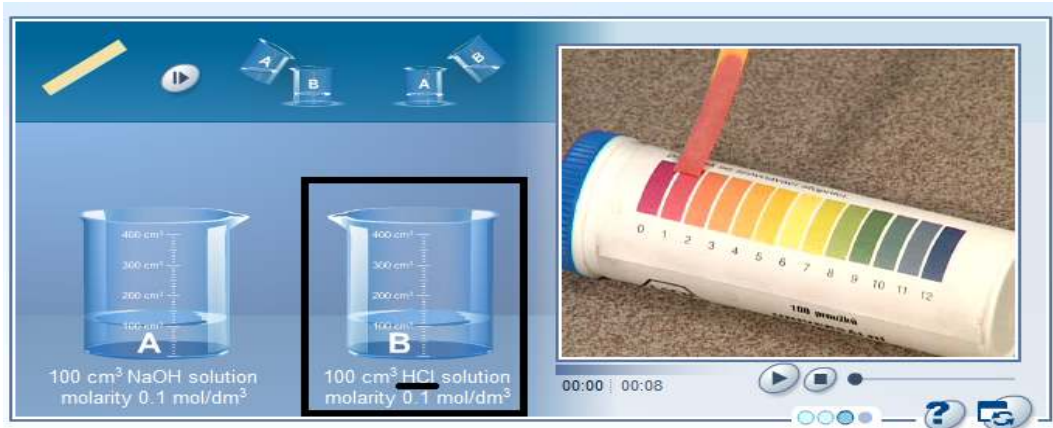 A
B
B
A
400 cm³
300 cm³
200 cm³
100 cm³
A
400 cm³
300 cm³
200 cm³
100 cm³
B
100 cm³ NaOH solution
molarity 0.1 mol/dm³
100 cm³ HCl solution
molarity 0.1 mol/dm³
0 1 2 3 4 5 6 7 8 9 10 11 12
100 proužků
00:00 00:08
?